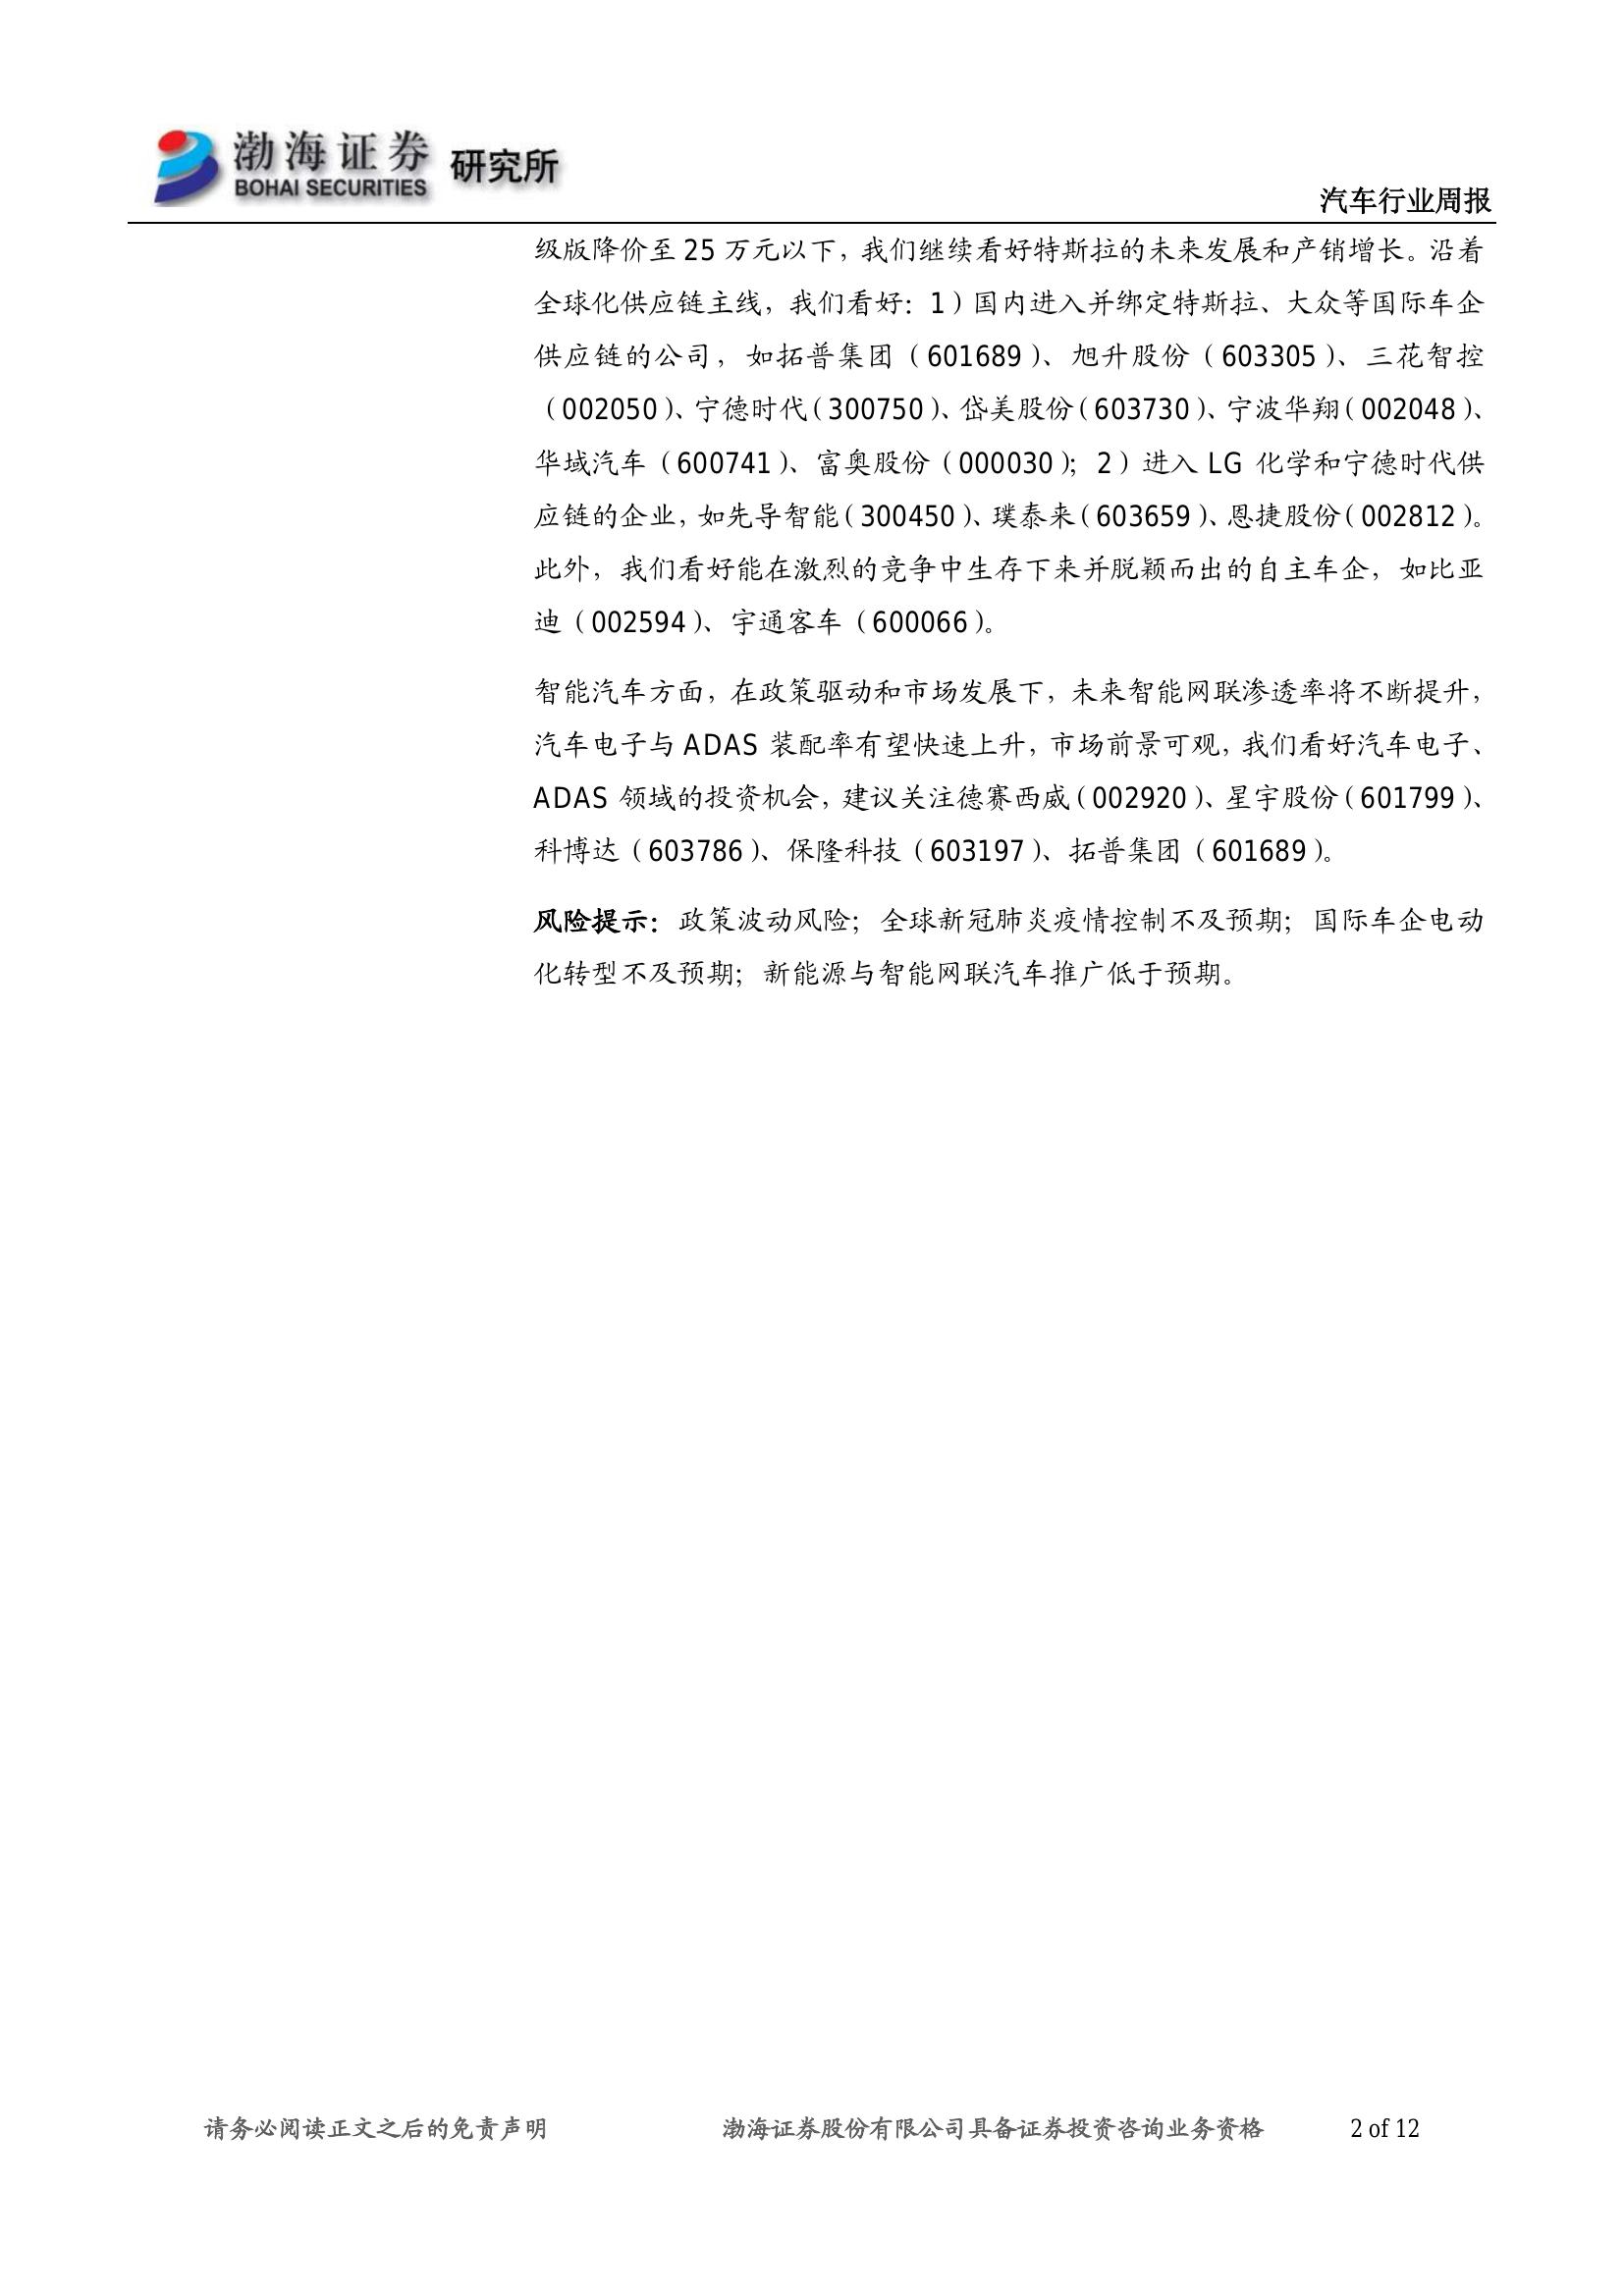 渤海证券 研究所
BOHAI SECURITIES
汽车行业周报
级版降价至 25 万元以下，我们继续看好特斯拉的未来发展和产销增长。沿着
全球化供应链主线，我们看好：1）国内进入并绑定特斯拉、大众等国际车企
供应链的公司，如拓普集团（601689）、旭升股份（603305）、三花智控
（002050）、宁德时代（300750）、岱美股份（603730）、宁波华翔（002048）、
华域汽车（600741）、富奥股份（000030）；2）进入 LG 化学和宁德时代供
应链的企业，如先导智能（300450）、璞泰来（603659）、恩捷股份（002812）。
此外，我们看好能在激烈的竞争中生存下来并脱颖而出的自主车企，如比亚
迪（002594）、宇通客车（600066）。
智能汽车方面，在政策驱动和市场发展下，未来智能网联渗透率将不断提升，
汽车电子与 ADAS 装配率有望快速上升，市场前景可观，我们看好汽车电子、
ADAS 领域的投资机会，建议关注德赛西威（002920）、星宇股份（601799）、
科博达（603786）、保隆科技（603197）、拓普集团（601689）。
风险提示：政策波动风险；全球新冠肺炎疫情控制不及预期；国际车企电动
化转型不及预期；新能源与智能网联汽车推广低于预期。
请务必阅读正文之后的免责声明 渤海证券股份有限公司具备证券投资咨询业务资格 2 of 12